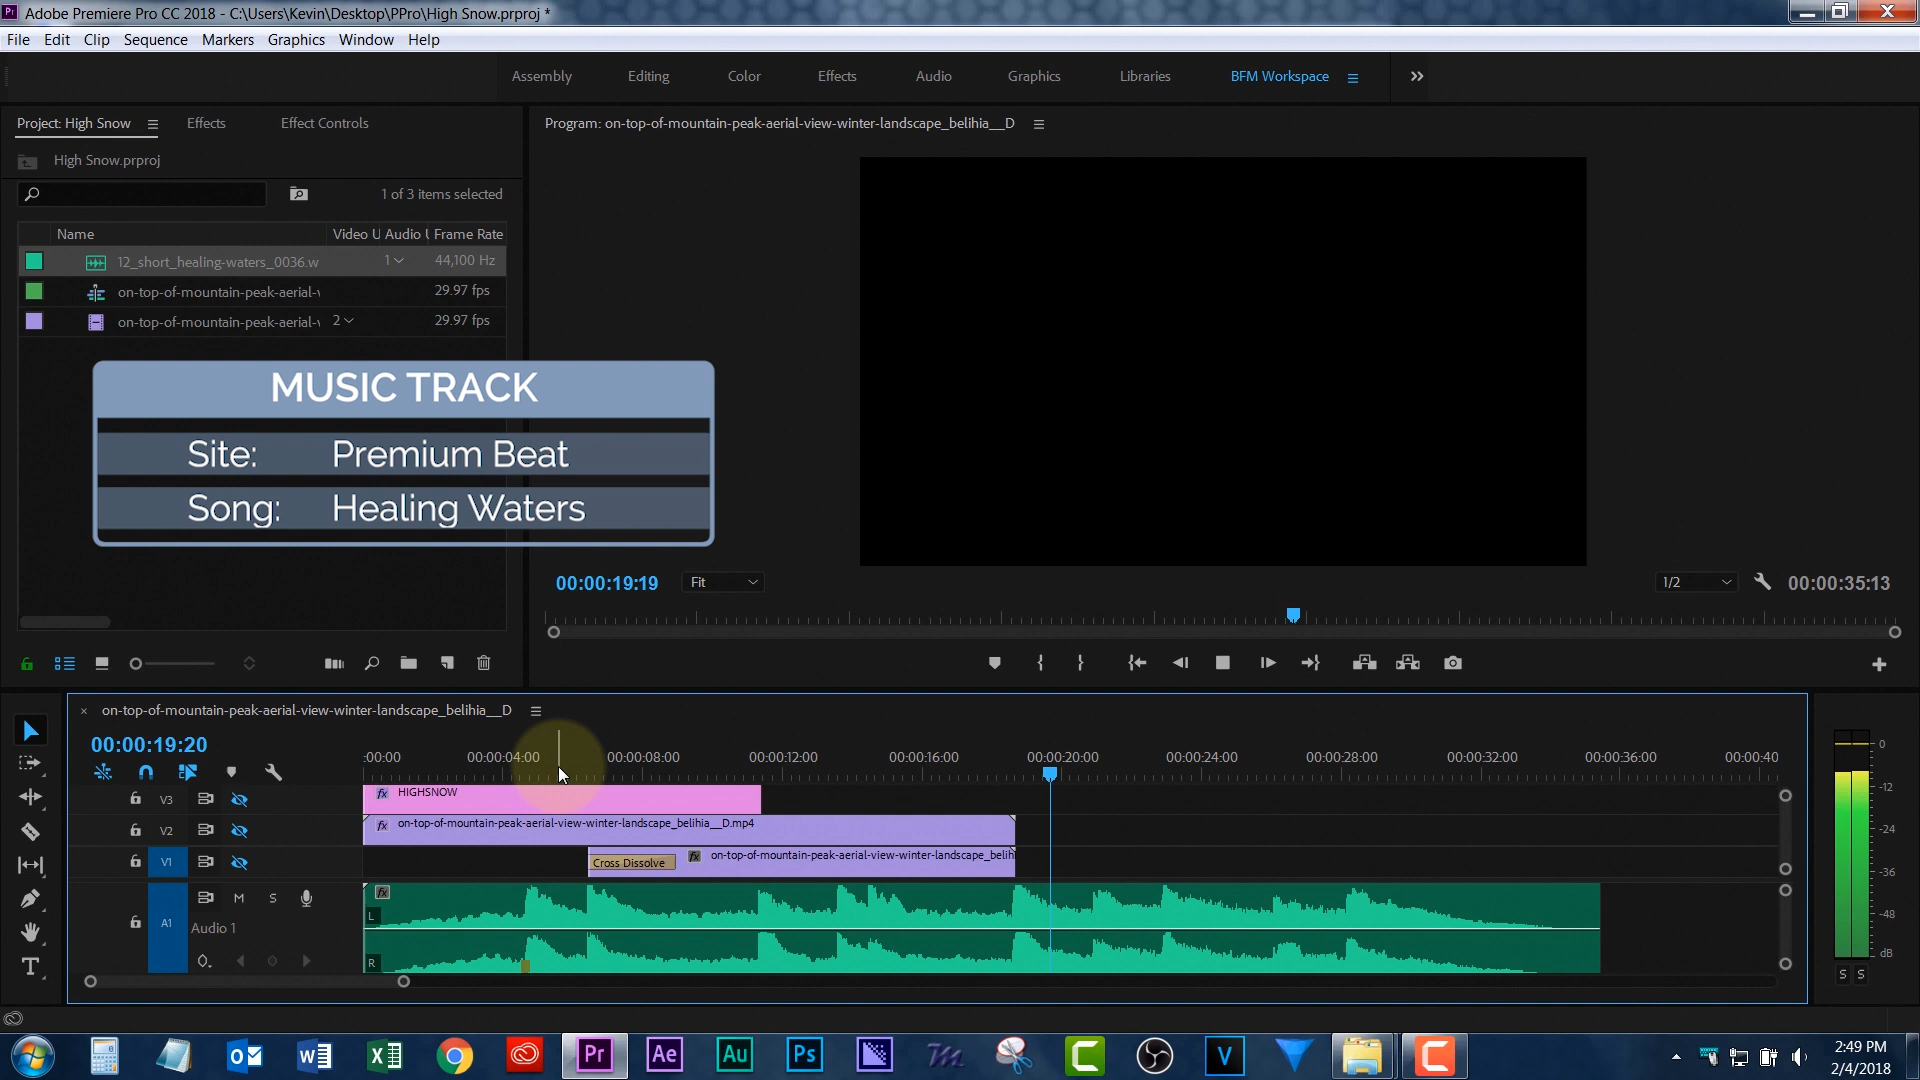 Adobe Premiere Pro CC 2018 - C:\Users\Kevin\Desktop\PPro\High Snow.prproj *
File Edit Clip Sequence Markers Graphics Window Help
Assembly Editing Color Effects Audio Graphics Libraries BFM Workspace
Project: High Snow Effects Effect Controls
Program: on-top-of-mountain-peak-aerial-view-winter-landscape_belihia__D
High Snow.prproj
1 of 3 items selected
Name Video U Audio Frame Rate
12_short_healing-waters_0036.w 1 44,100 Hz
on-top-of-mountain-peak-aerial- 29.97 fps
on-top-of-mountain-peak-aerial- 2 29.97 fps
MUSIC TRACK
Site: Premium Beat
Song: Healing Waters
00:00:19:19 Fit 1/2 00:00:35:13
on-top-of-mountain-peak-aerial-view-winter-landscape_belihia__D
00:00:19:20
:00:00 00:00:04:00 00:00:08:00 00:00:12:00 00:00:16:00 00:00:20:00 00:00:24:00 00:00:28:00 00:00:32:00 00:00:36:00 00:00:40
V3 fx HIGHSNOW
V2 fx on-top-of-mountain-peak-aerial-view-winter-landscape_belihia__D.mp4
V1 Cross Dissolve fx on-top-of-mountain-peak-aerial-view-winter-landscape_belih
M S fx
L
A1 Audio 1
R
0
-12
-24
-36
-48
dB
S S
Pr Ae Au Ps V
2:49 PM
2/4/2018